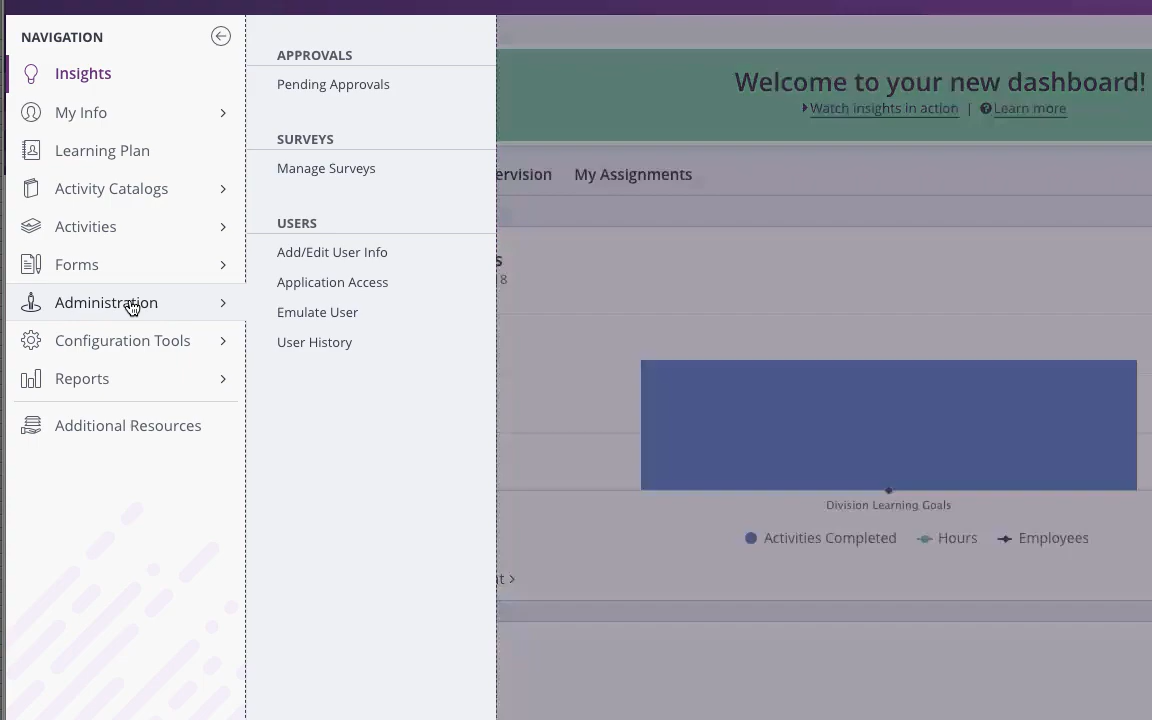 NAVIGATION
Insights
My Info
Learning Plan
Activity Catalogs
Activities
Forms
Administration
Configuration Tools
Reports
Additional Resources
APPROVALS
Pending Approvals
SURVEYS
Manage Surveys
USERS
Add/Edit User Info
Application Access
Emulate User
User History
Welcome to your new dashboard!
Watch insights in action | Learn more
My Assignments
8
Division Learning Goals
Activities Completed Hours Employees